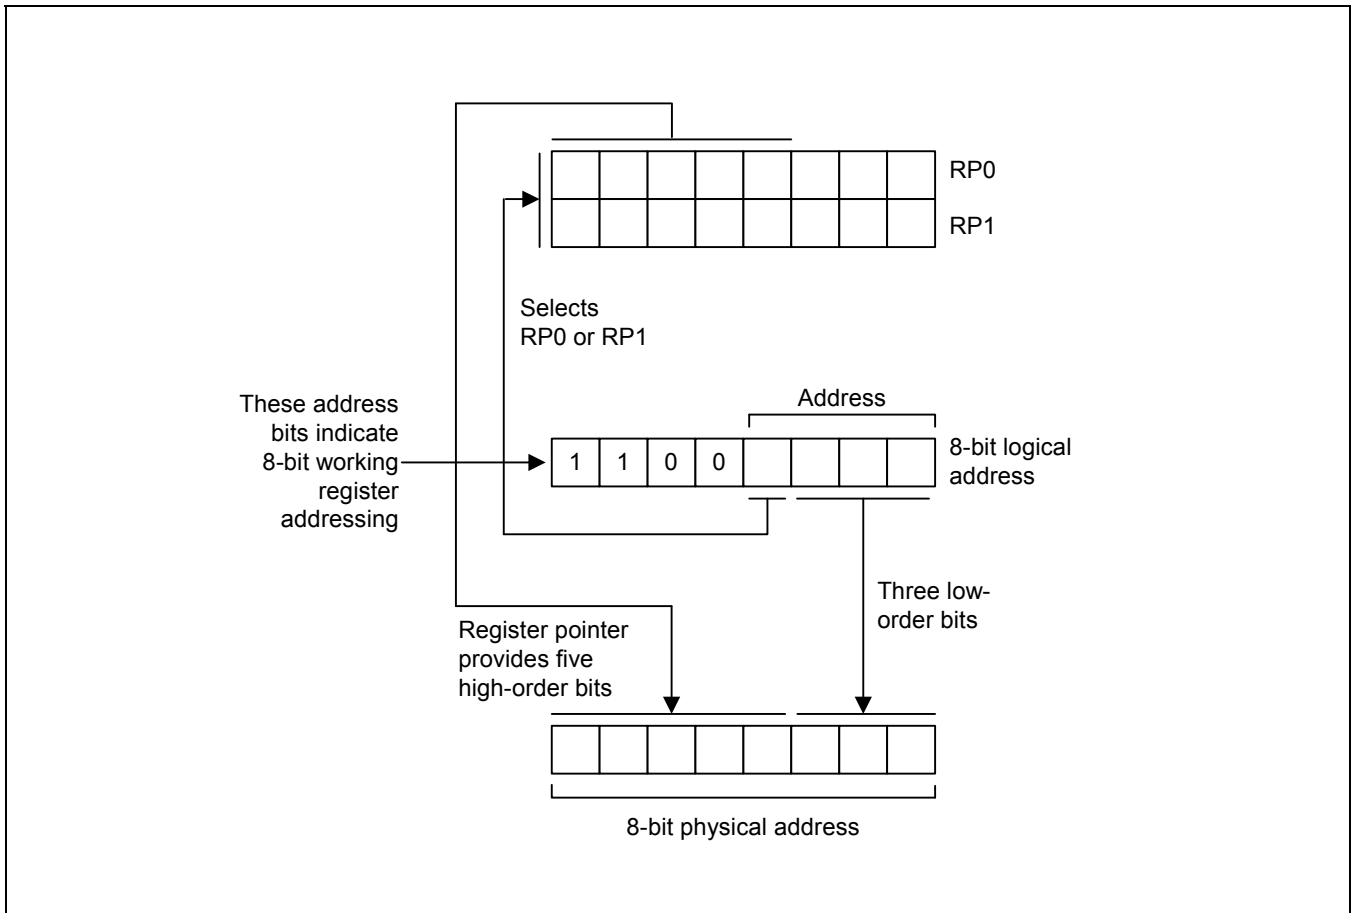 RP0
RP1
Selects
RP0 or RP1
These address
bits indicate
8-bit working
register
addressing
Address
1 1 0 0
8-bit logical
address
Three low-
order bits
Register pointer
provides five
high-order bits
8-bit physical address